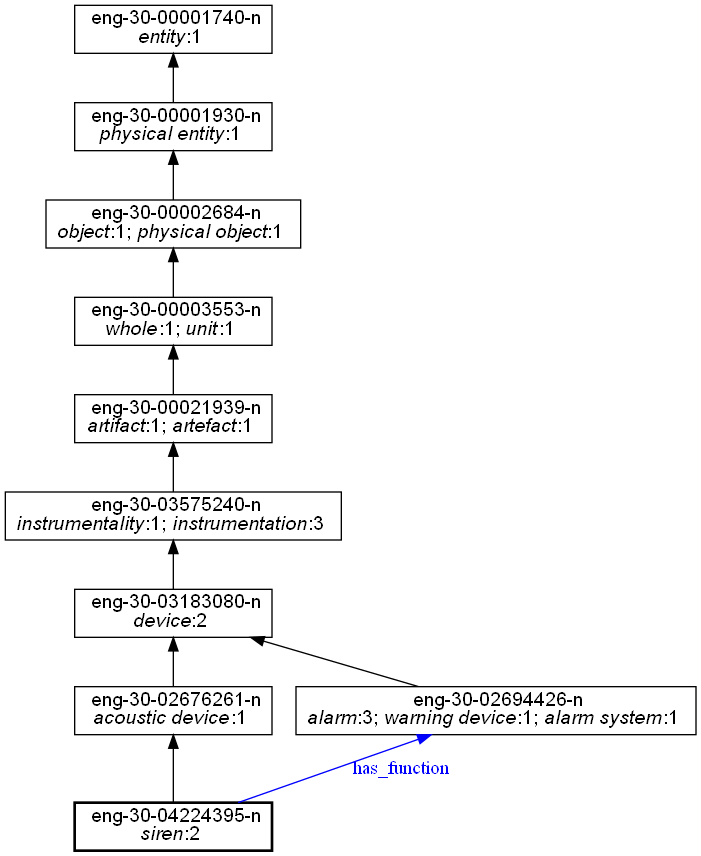 eng-30-00001740-n
entity:1
eng-30-00001930-n
physical entity:1
eng-30-00002684-n
object:1; physical object:1
eng-30-00003553-n
whole:1; unit:1
eng-30-00021939-n
artifact:1; artefact:1
eng-30-03575240-n
instrumentality:1; instrumentation:3
eng-30-03183080-n
device:2
eng-30-02676261-n
acoustic device:1
eng-30-02694426-n
alarm:3; warning device:1; alarm system:1
has_function
eng-30-04224395-n
siren:2